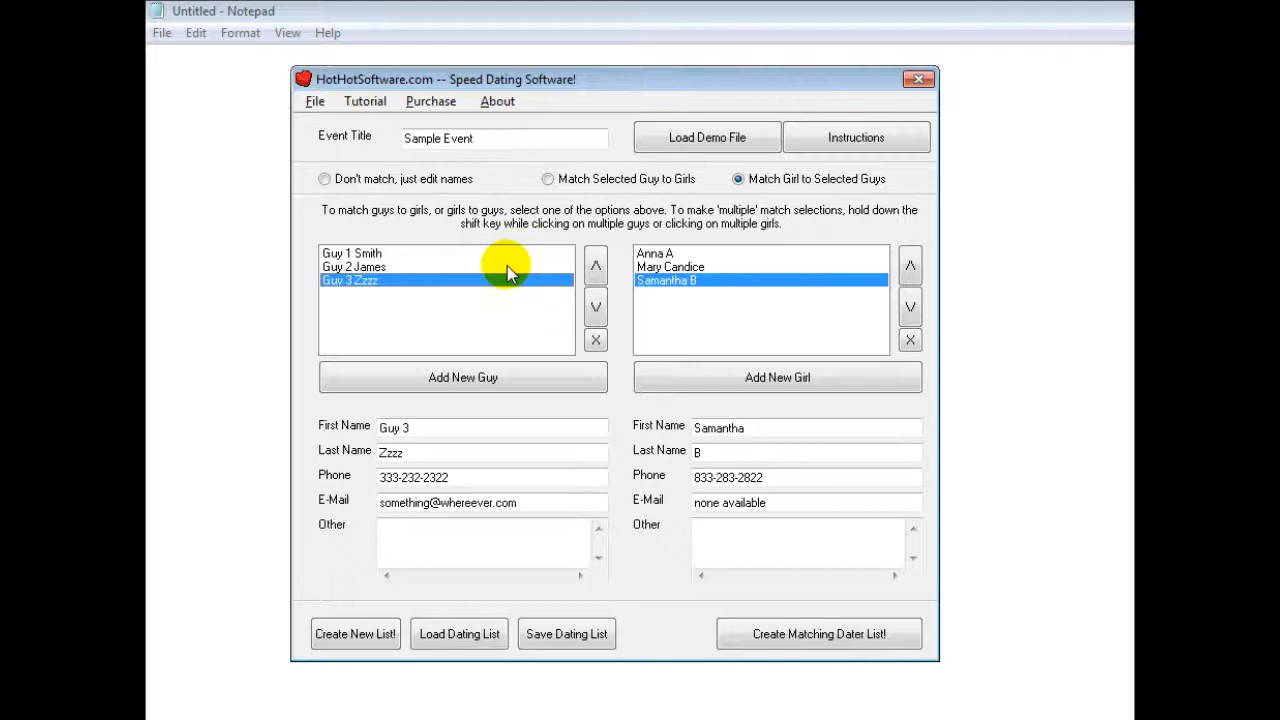 Untitled - Notepad
File Edit Format View Help
HotHotSoftware.com -- Speed Dating Software!
File Tutorial Purchase About
Event Title Sample Event Load Demo File Instructions
Don't match, just edit names Match Selected Guy to Girls Match Girl to Selected Guys
To match guys to girls, or girls to guys, select one of the options above. To make 'multiple' match selections, hold down the
shift key while clicking on multiple guys or clicking on multiple girls.
Guy 1 Smith
Guy 2 James
Guy 3 Zzzz
/\
\/
X
Anna A
Mary Candice
Samantha B
/\
\/
X
Add New Guy Add New Girl
First Name Guy 3 First Name Samantha
Last Name Zzzz Last Name B
Phone 333-232-2322 Phone 833-283-2822
E-Mail something@whereever.com E-Mail none available
Other Other
Create New List! Load Dating List Save Dating List Create Matching Dater List!